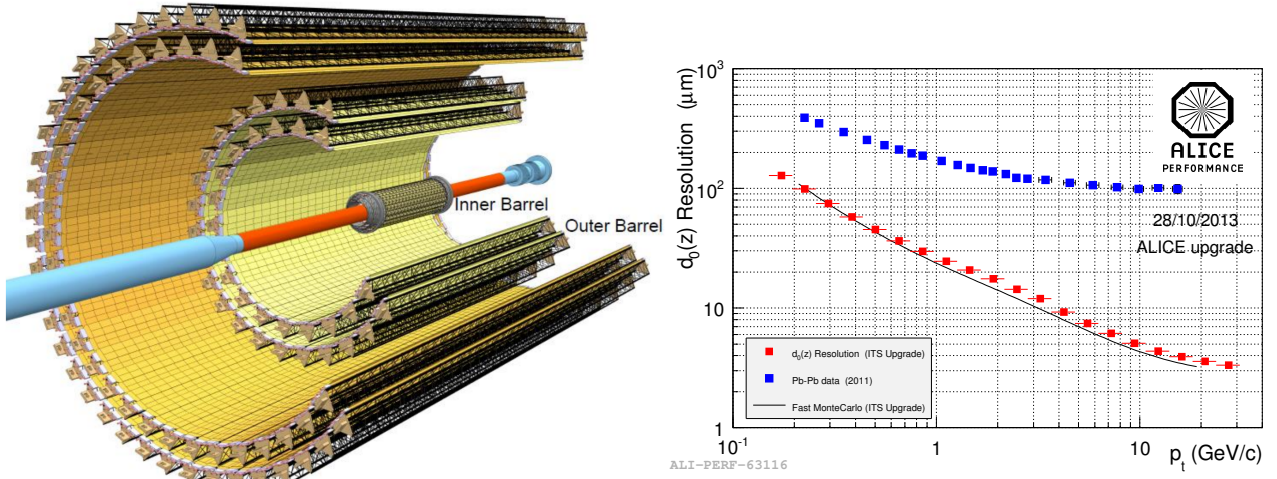 Inner Barrel
Outer Barrel
d₀(z) Resolution (μm)
10³
10²
10
1
10⁻¹
1
10
pₜ (GeV/c)
ALICE
PERFORMANCE
28/10/2013
ALICE upgrade
d₀(z) Resolution (ITS Upgrade)
Pb-Pb data (2011)
Fast MonteCarlo (ITS Upgrade)
ALI-PERF-63116